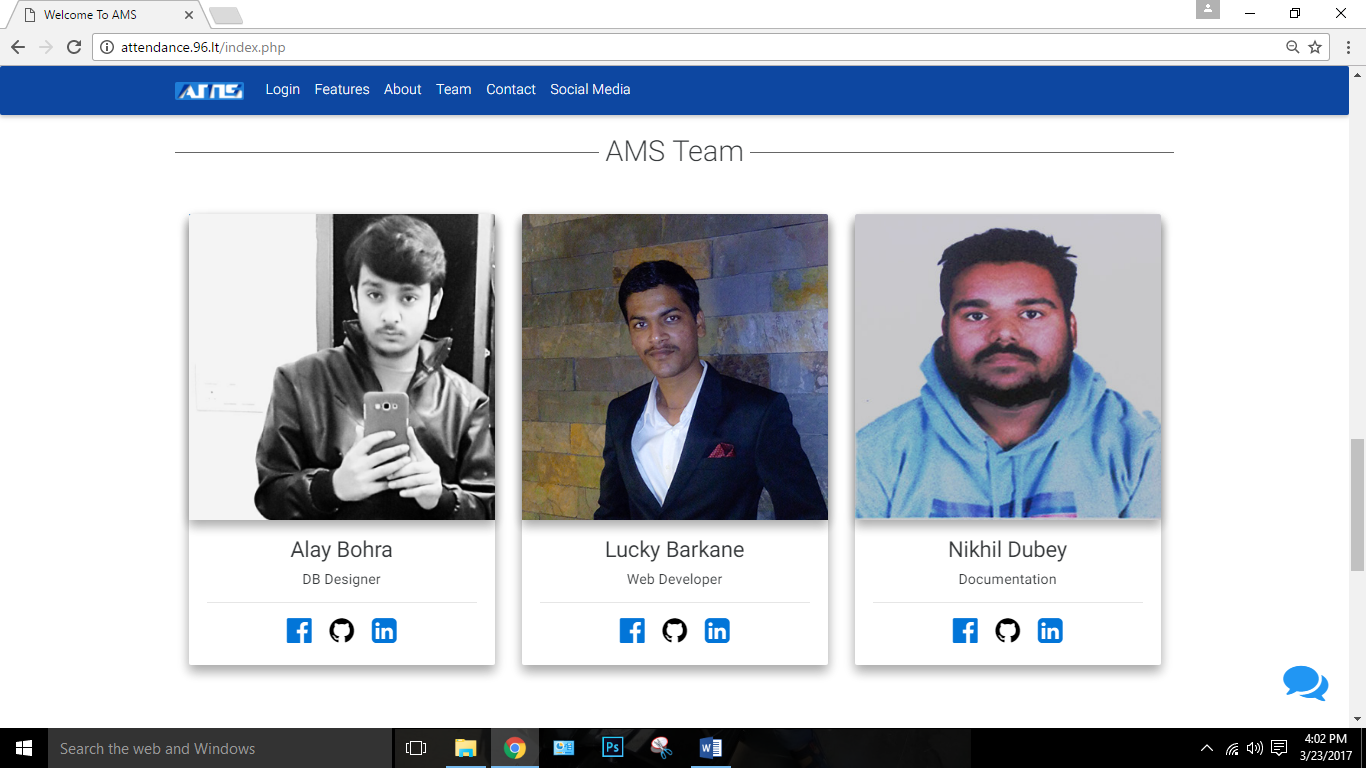 Welcome To AMS
attendance.96.lt/index.php
AMS Login Features About Team Contact Social Media
AMS Team
Alay Bohra Lucky Barkane Nikhil Dubey
DB Designer Web Developer Documentation
Search the web and Windows
4:02 PM
3/23/2017